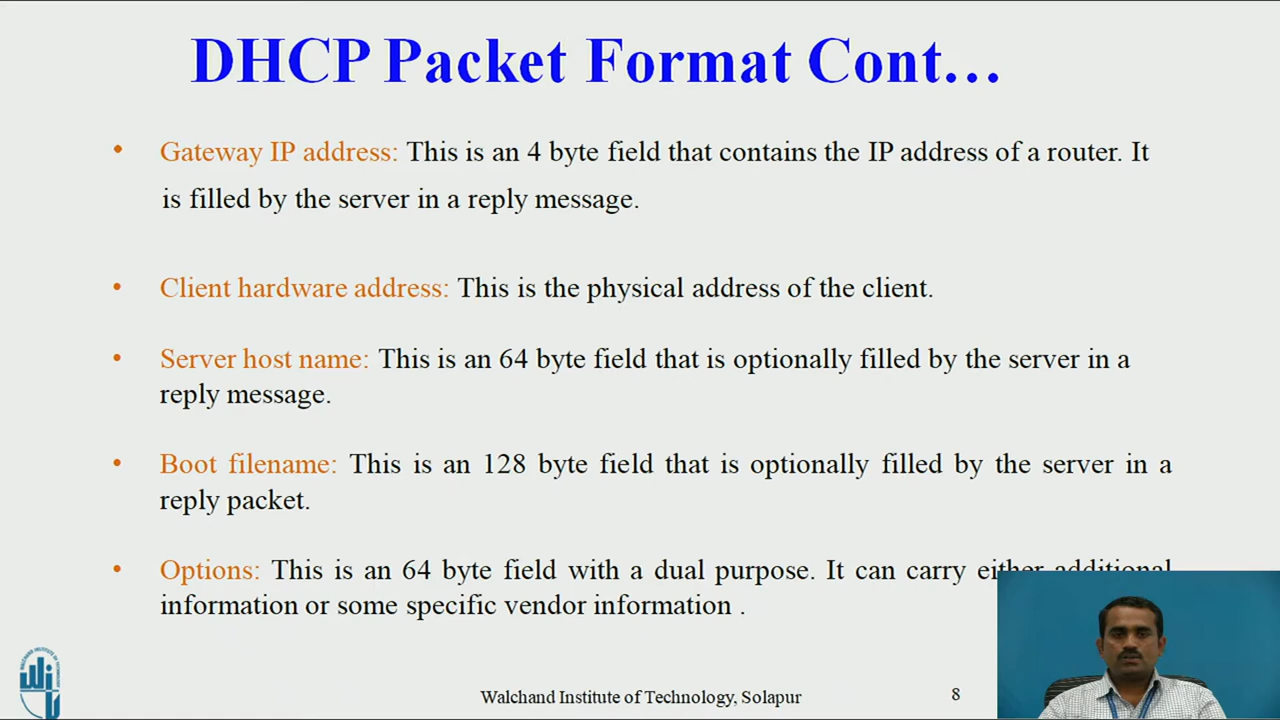 DHCP Packet Format Cont…
• Gateway IP address: This is an 4 byte field that contains the IP address of a router. It
is filled by the server in a reply message.
• Client hardware address: This is the physical address of the client.
• Server host name: This is an 64 byte field that is optionally filled by the server in a
reply message.
• Boot filename: This is an 128 byte field that is optionally filled by the server in a
reply packet.
• Options: This is an 64 byte field with a dual purpose. It can carry either additional
information or some specific vendor information .
Walchand Institute of Technology, Solapur
8